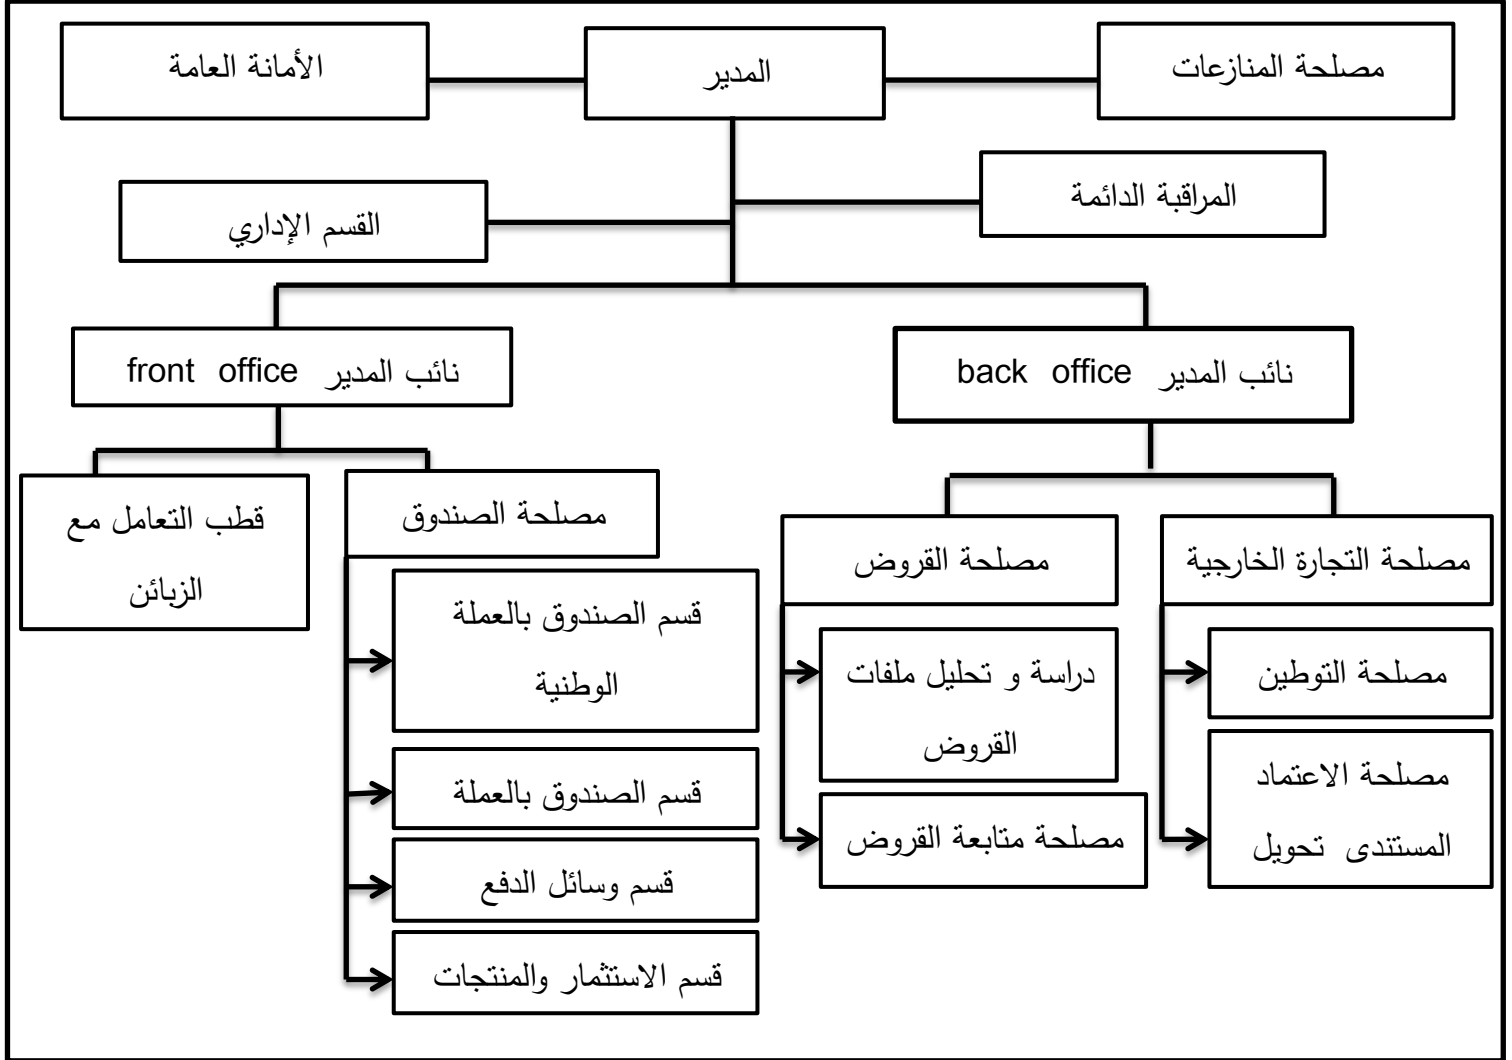 مصلحة المنازعات
المدير
الأمانة العامة
المراقبة الدائمة
القسم الإداري
نائب المدير back office
نائب المدير front office
مصلحة التجارة الخارجية
مصلحة القروض
مصلحة الصندوق
قطب التعامل مع
الزبائن
مصلحة التوطين
مصلحة الاعتماد
المستندى تحويل
دراسة و تحليل ملفات
القروض
مصلحة متابعة القروض
قسم الصندوق بالعملة
الوطنية
قسم الصندوق بالعملة
قسم وسائل الدفع
قسم الاستثمار والمنتجات